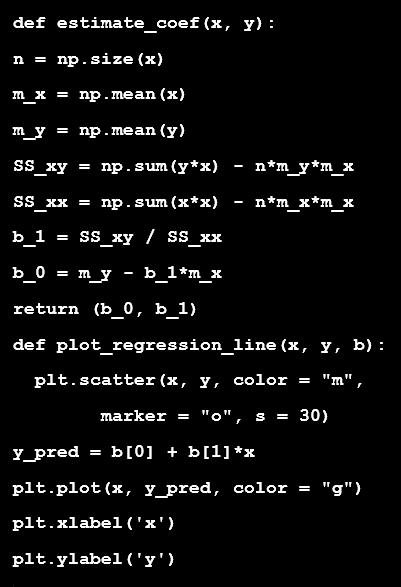 def estimate_coef(x, y):
n = np.size(x)
m_x = np.mean(x)
m_y = np.mean(y)
SS_xy = np.sum(y*x) - n*m_y*m_x
SS_xx = np.sum(x*x) - n*m_x*m_x
b_1 = SS_xy / SS_xx
b_0 = m_y - b_1*m_x
return (b_0, b_1)
def plot_regression_line(x, y, b):
  plt.scatter(x, y, color = "m",
        marker = "o", s = 30)
y_pred = b[0] + b[1]*x
plt.plot(x, y_pred, color = "g")
plt.xlabel('x')
plt.ylabel('y')